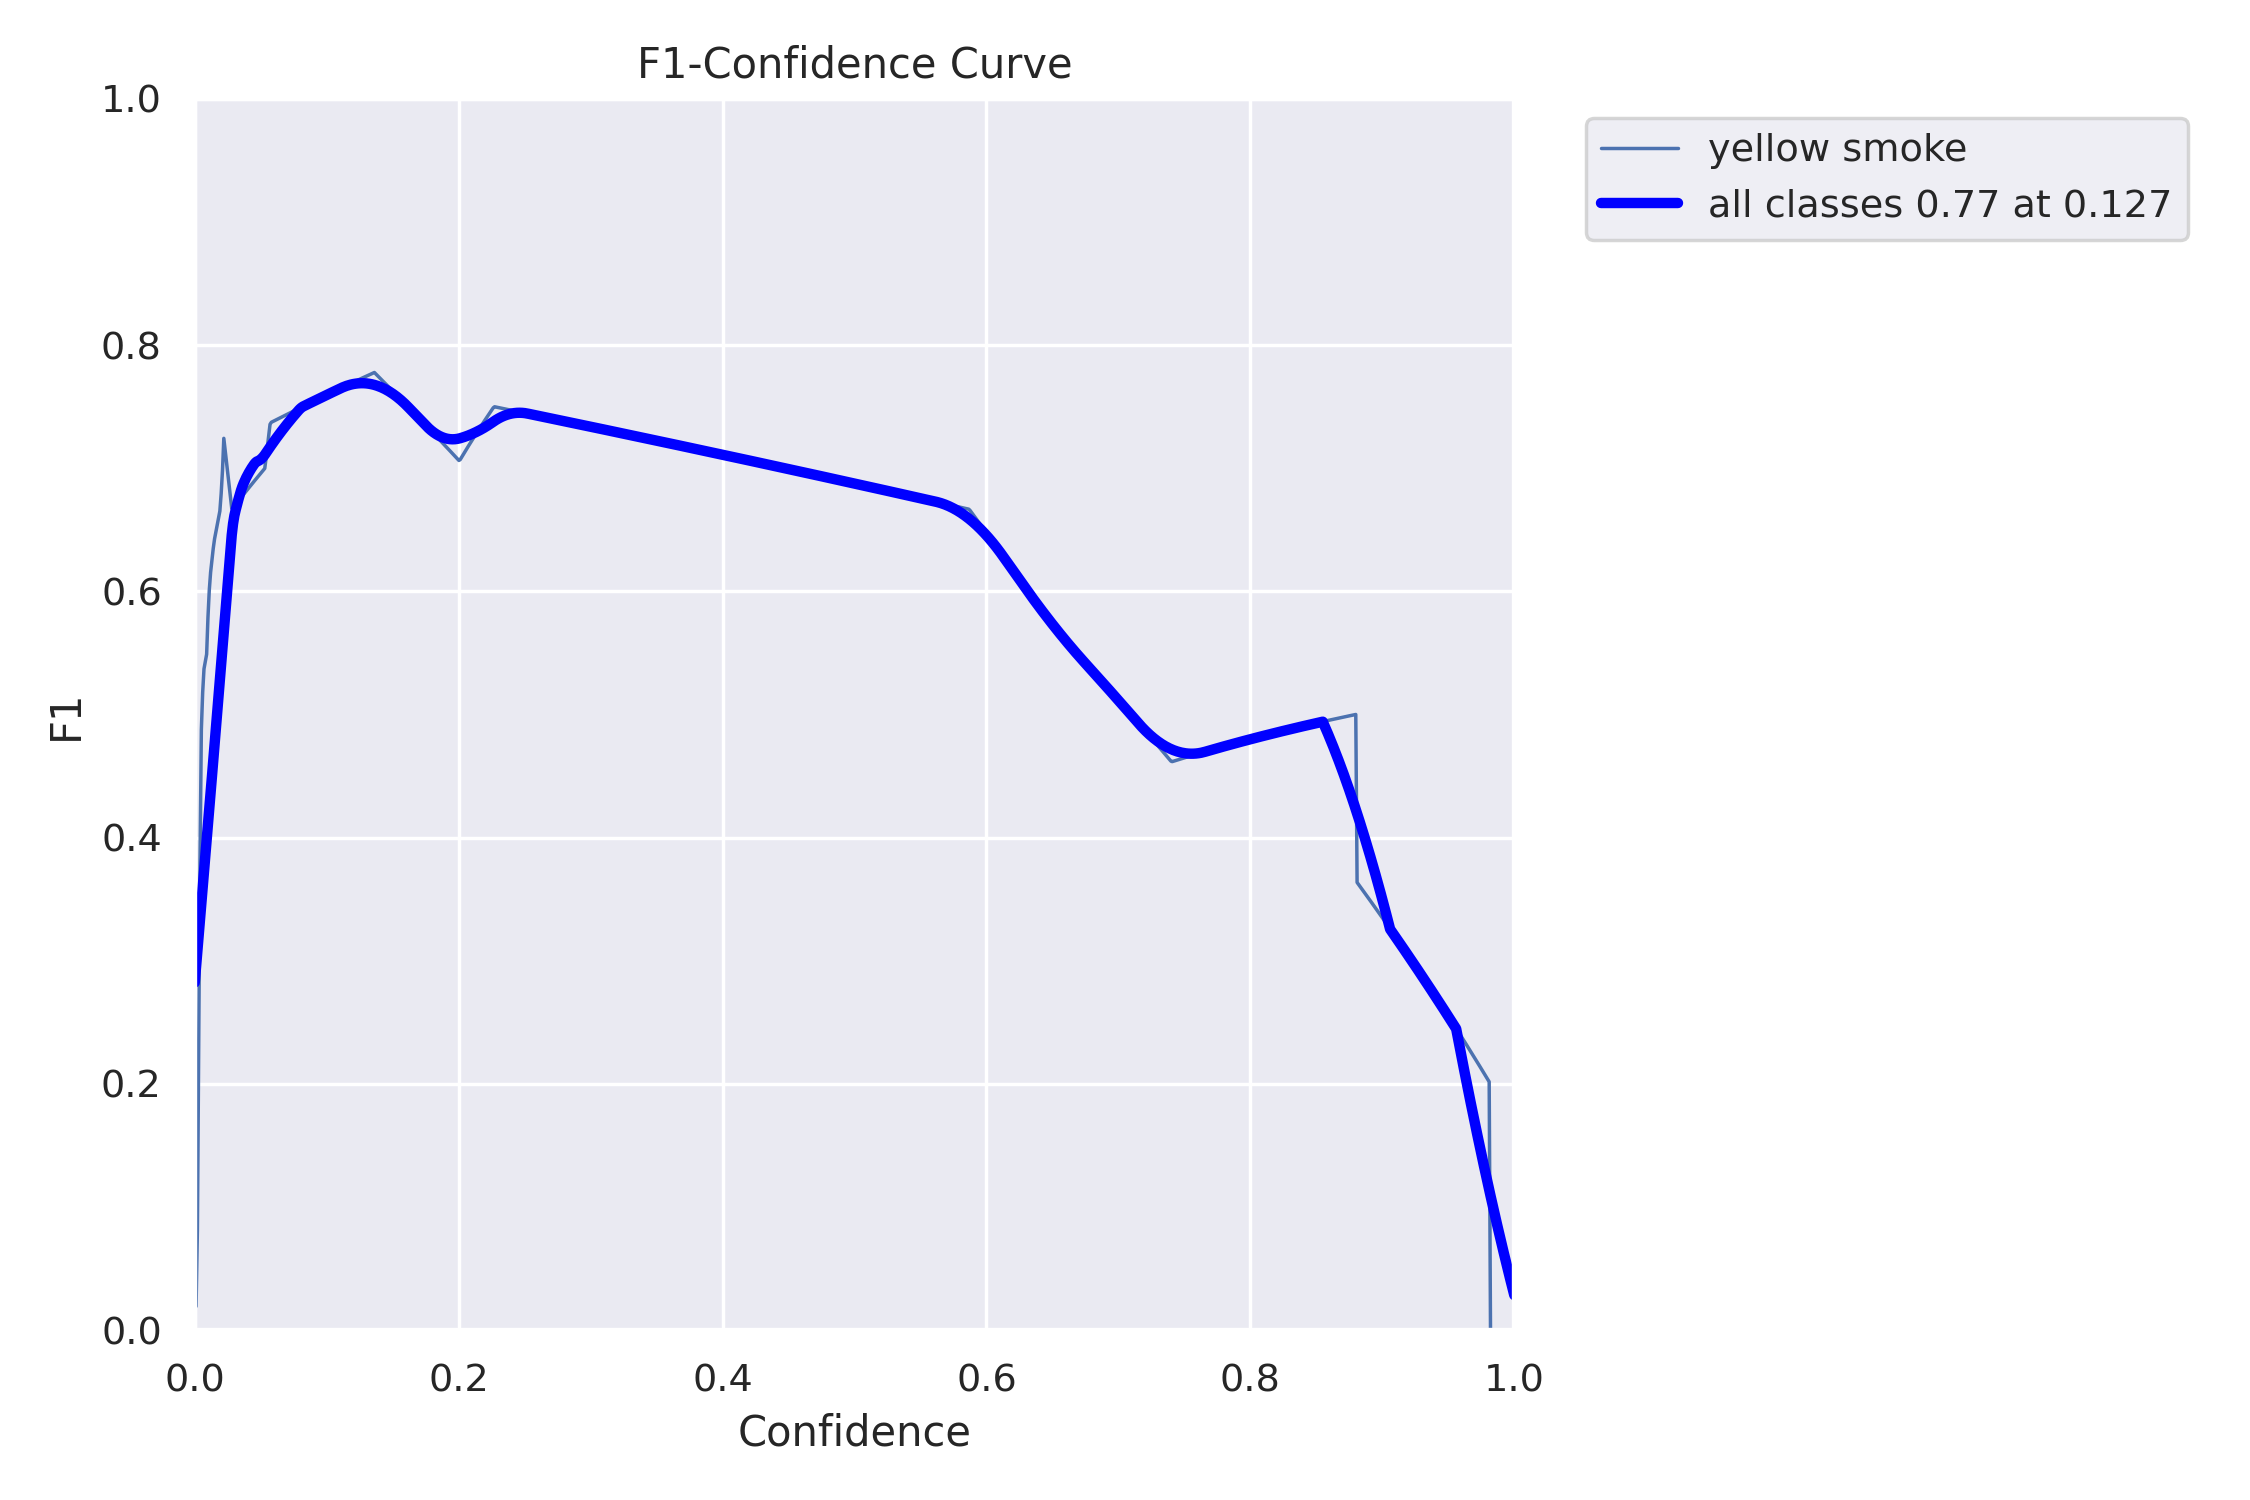 F1-Confidence Curve
1.0
0.8
0.6
0.4
0.2
0.0
F1
0.0 0.2 0.4 0.6 0.8 1.0
Confidence
yellow smoke
all classes 0.77 at 0.127